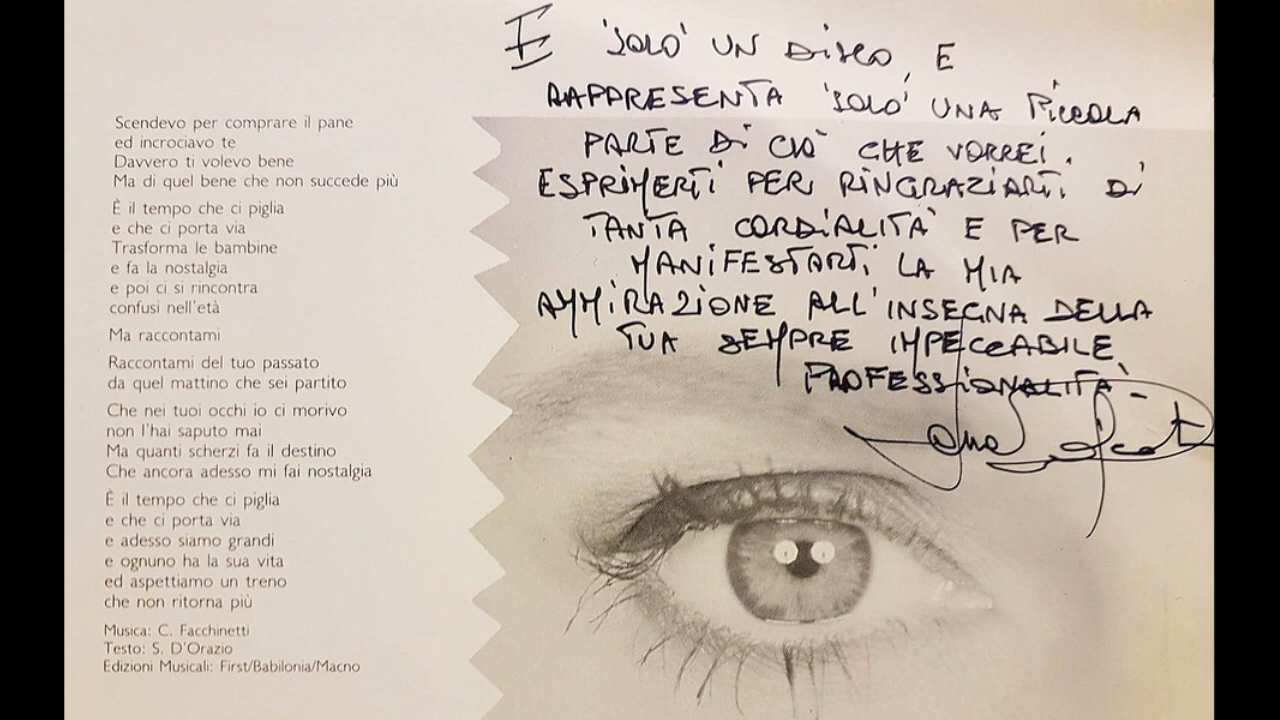 Scendevo per comprare il pane
ed incrociavo te
Davvero ti volevo bene
Ma di quel bene che non succede più
È il tempo che ci piglia
e che ci porta via
Trasforma le bambine
e fa la nostalgia
e poi ci si rincontra
confusi nell'età
Ma raccontami
Raccontami del tuo passato
da quel mattino che sei partito
Che nei tuoi occhi io ci morivo
non l'hai saputo mai
Ma quanti scherzi fa il destino
Che ancora adesso mi fai nostalgia
È il tempo che ci piglia
e che ci porta via
e adesso siamo grandi
e ognuno ha la sua vita
ed aspettiamo un treno
che non ritorna più
Musica: C. Facchinetti
Testo: S. D'Orazio
Edizioni Musicali: First/Babilonia/Macno
E 'SOLO' UN DISCO, E
RAPPRESENTA 'SOLO' UNA PICCOLA
PARTE DI CIÒ CHE VORREI
ESPRIMERTI PER RINGRAZIARTI DI
TANTA CORDIALITÀ E PER
MANIFESTARTI LA MIA
AMMIRAZIONE ALL'INSEGNA DELLA
TUA SEMPRE IMPECCABILE
PROFESSIONALITÀ.